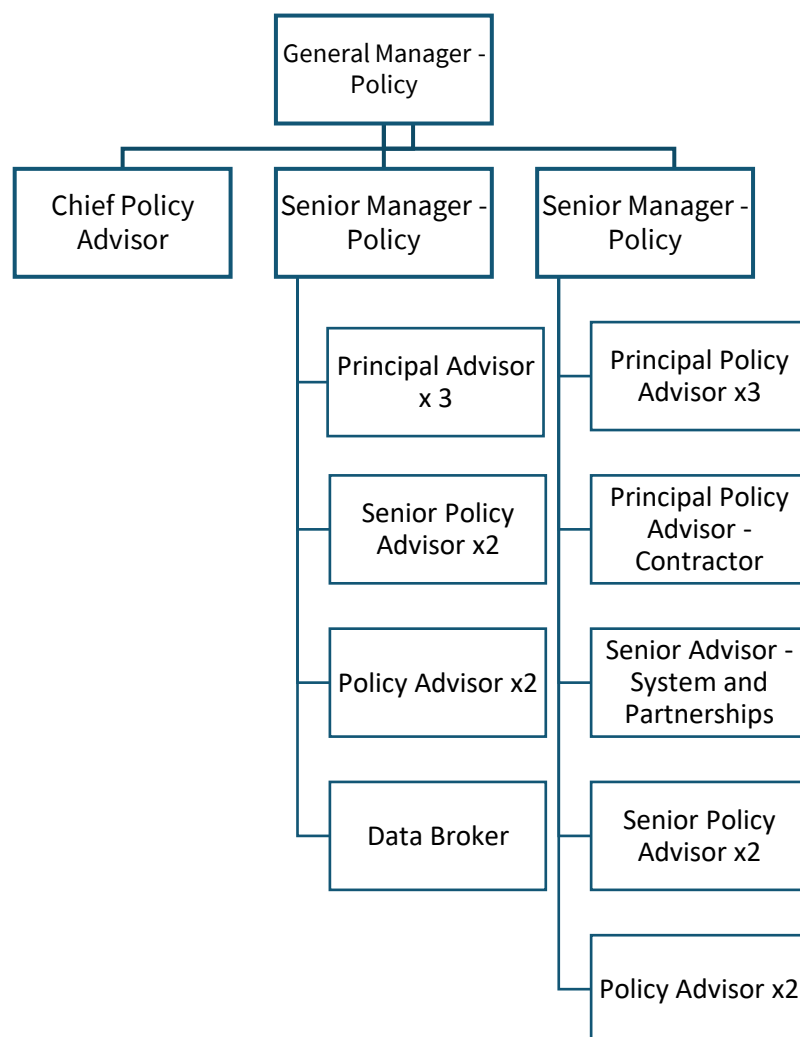 General Manager -
Policy
Chief Policy
Advisor
Senior Manager -
Policy
Senior Manager -
Policy
Principal Advisor
x 3
Senior Policy
Advisor x2
Policy Advisor x2
Data Broker
Principal Policy
Advisor x3
Principal Policy
Advisor -
Contractor
Senior Advisor -
System and
Partnerships
Senior Policy
Advisor x2
Policy Advisor x2